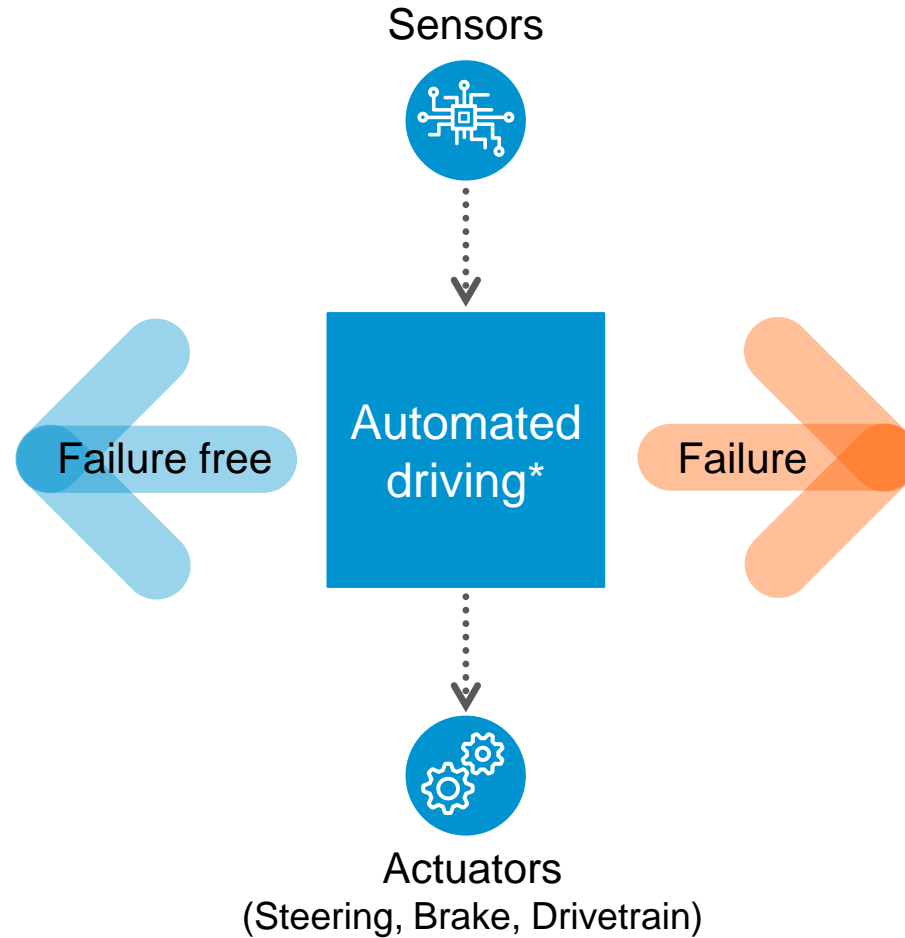 Sensors
Failure free
Automated
driving*
Failure
Actuators
(Steering, Brake, Drivetrain)